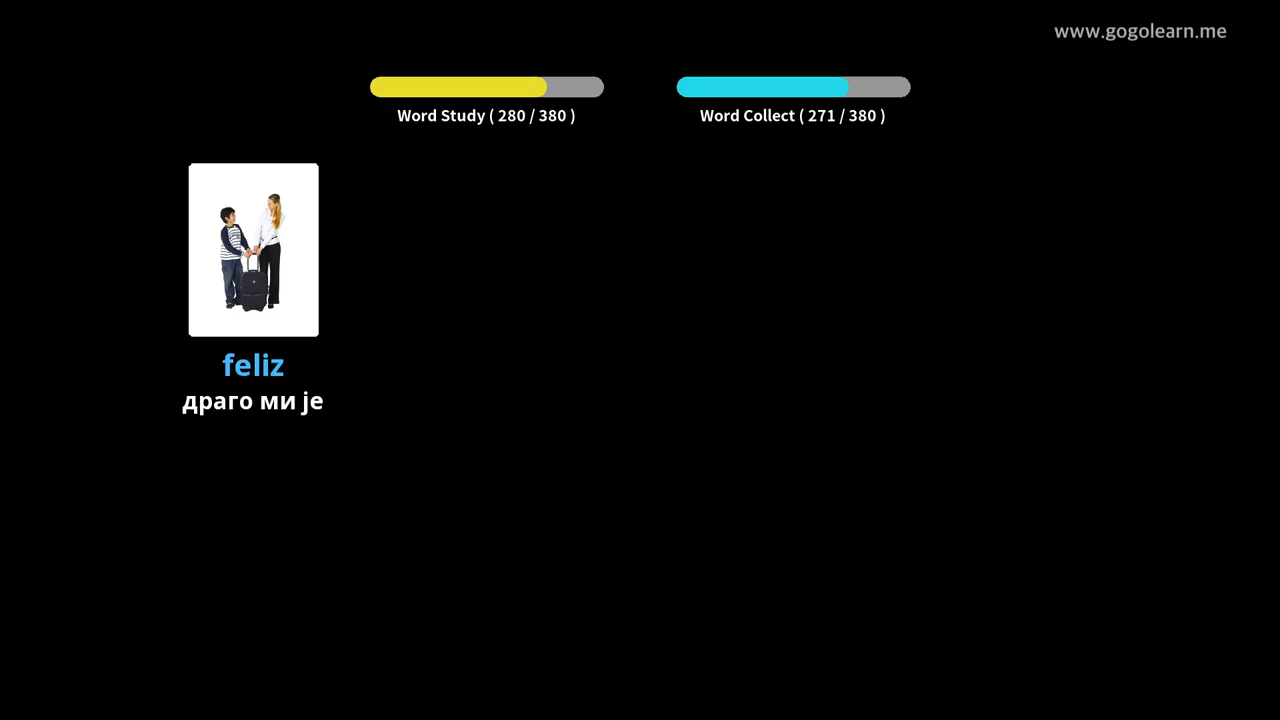 www.gogolearn.me
Word Study ( 280 / 380 )
Word Collect ( 271 / 380 )
feliz
драго ми је